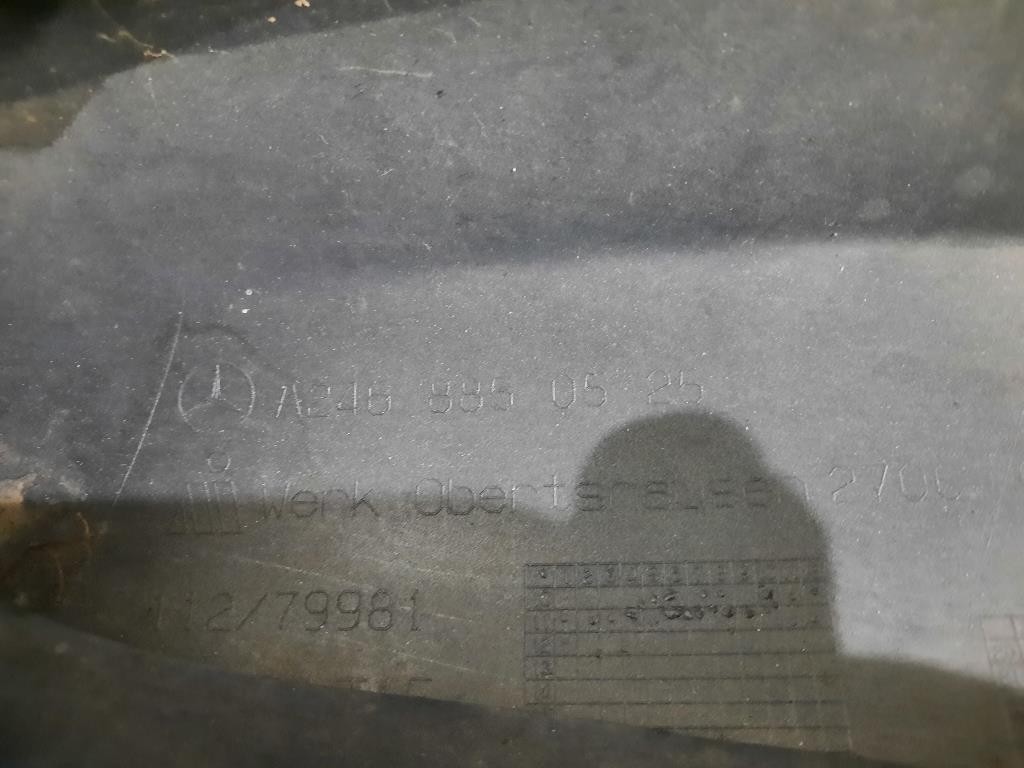 A246 885 05 25
Werk Obertshausen 2700
112/79981